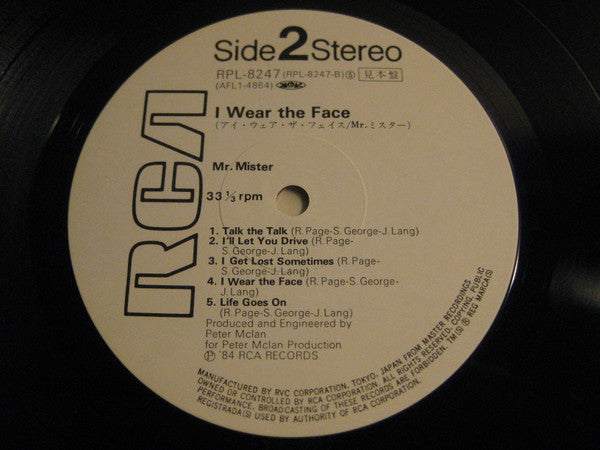 Side 2 Stereo
RPL-8247 (RPL-8247-B) Ⓢ 見本盤
(AFL1-4864)
I Wear the Face
(アイ・ウェア・ザ・フェイス/Mr.ミスター)
RCA
Mr. Mister
33 1/3 rpm
1. Talk the Talk (R. Page-S. George-J. Lang)
2. I'll Let You Drive (R. Page-
S. George-J. Lang)
3. I Get Lost Sometimes (R. Page-
S. George-J. Lang)
4. I Wear the Face (R. Page-S. George-
J. Lang)
5. Life Goes On
(R. Page-S. George-J. Lang)
Produced and Engineered by
Peter Mclan
for Peter Mclan Production
Ⓟ '84 RCA RECORDS
MANUFACTURED BY RVC CORPORATION, TOKYO, JAPAN, FROM MASTER RECORDINGS
OWNED OR CONTROLLED BY RCA CORPORATION. ALL RIGHTS RESERVED. COPYING, PUBLIC
PERFORMANCE, BROADCASTING OF THESE RECORDS ARE FORBIDDEN. TM(S) ® REG MARCA(S)
REGISTRADA(S) USED BY AUTHORITY OF RCA CORPORATION.